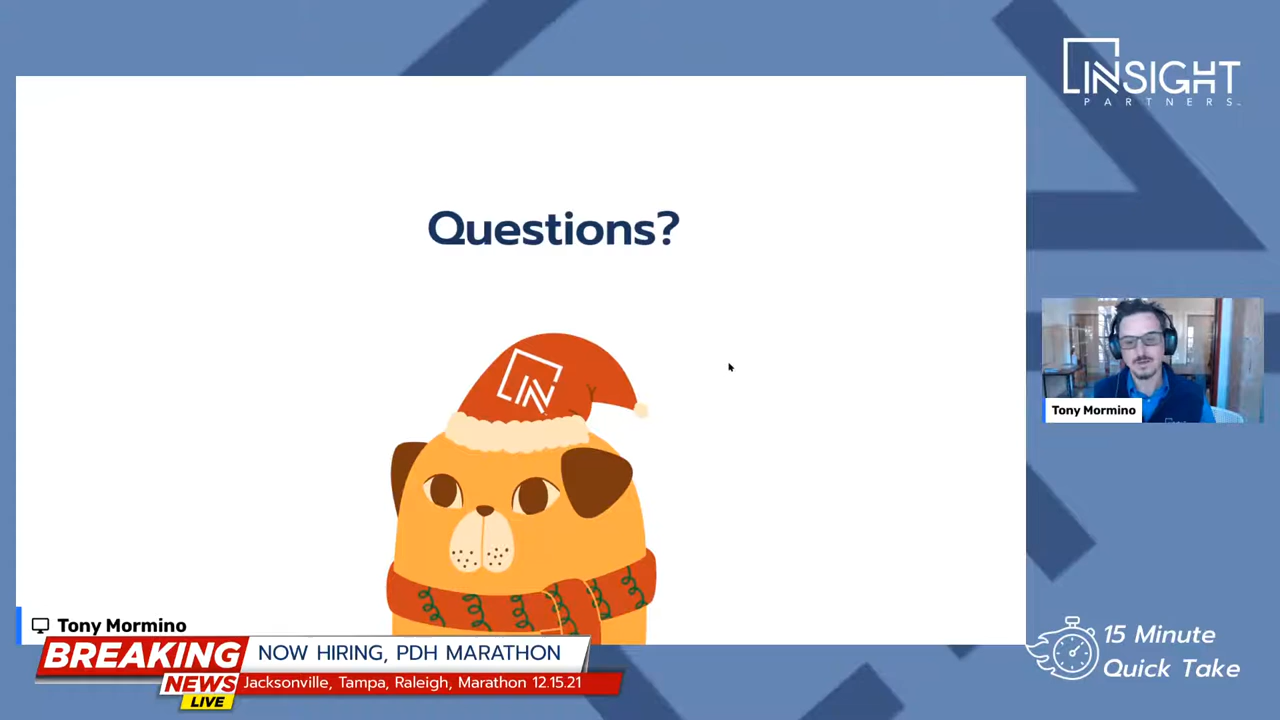 INSIGHT
PARTNERS
Questions?
IN
Tony Mormino
Tony Mormino
BREAKING
NEWS
LIVE
NOW HIRING, PDH MARATHON
Jacksonville, Tampa, Raleigh, Marathon 12.15.21
15 Minute
Quick Take